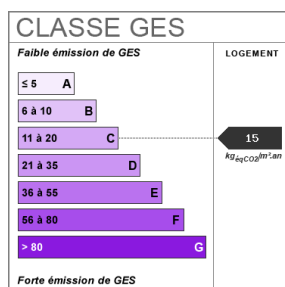 CLASSE GES
Faible émission de GES
LOGEMENT
≤ 5 A
6 à 10 B
11 à 20 C
15
kgéqCO2/m².an
21 à 35 D
36 à 55 E
56 à 80 F
> 80 G
Forte émission de GES